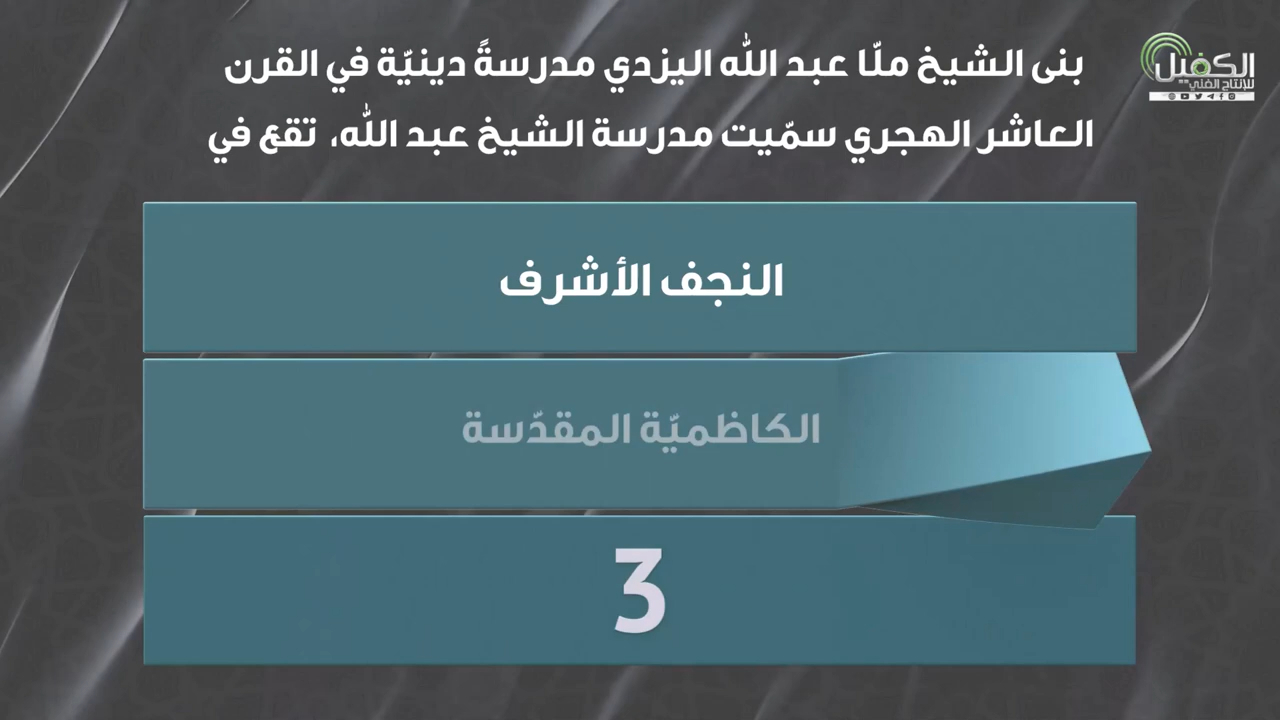 بنى الشيخ ملّا عبد الله اليزدي مدرسةً دينيّة في القرن
العاشر الهجري سمّيت مدرسة الشيخ عبد الله، تقع في
الكفيل
للإنتاج الفني
النجف الأشرف
الكاظميّة المقدّسة
3